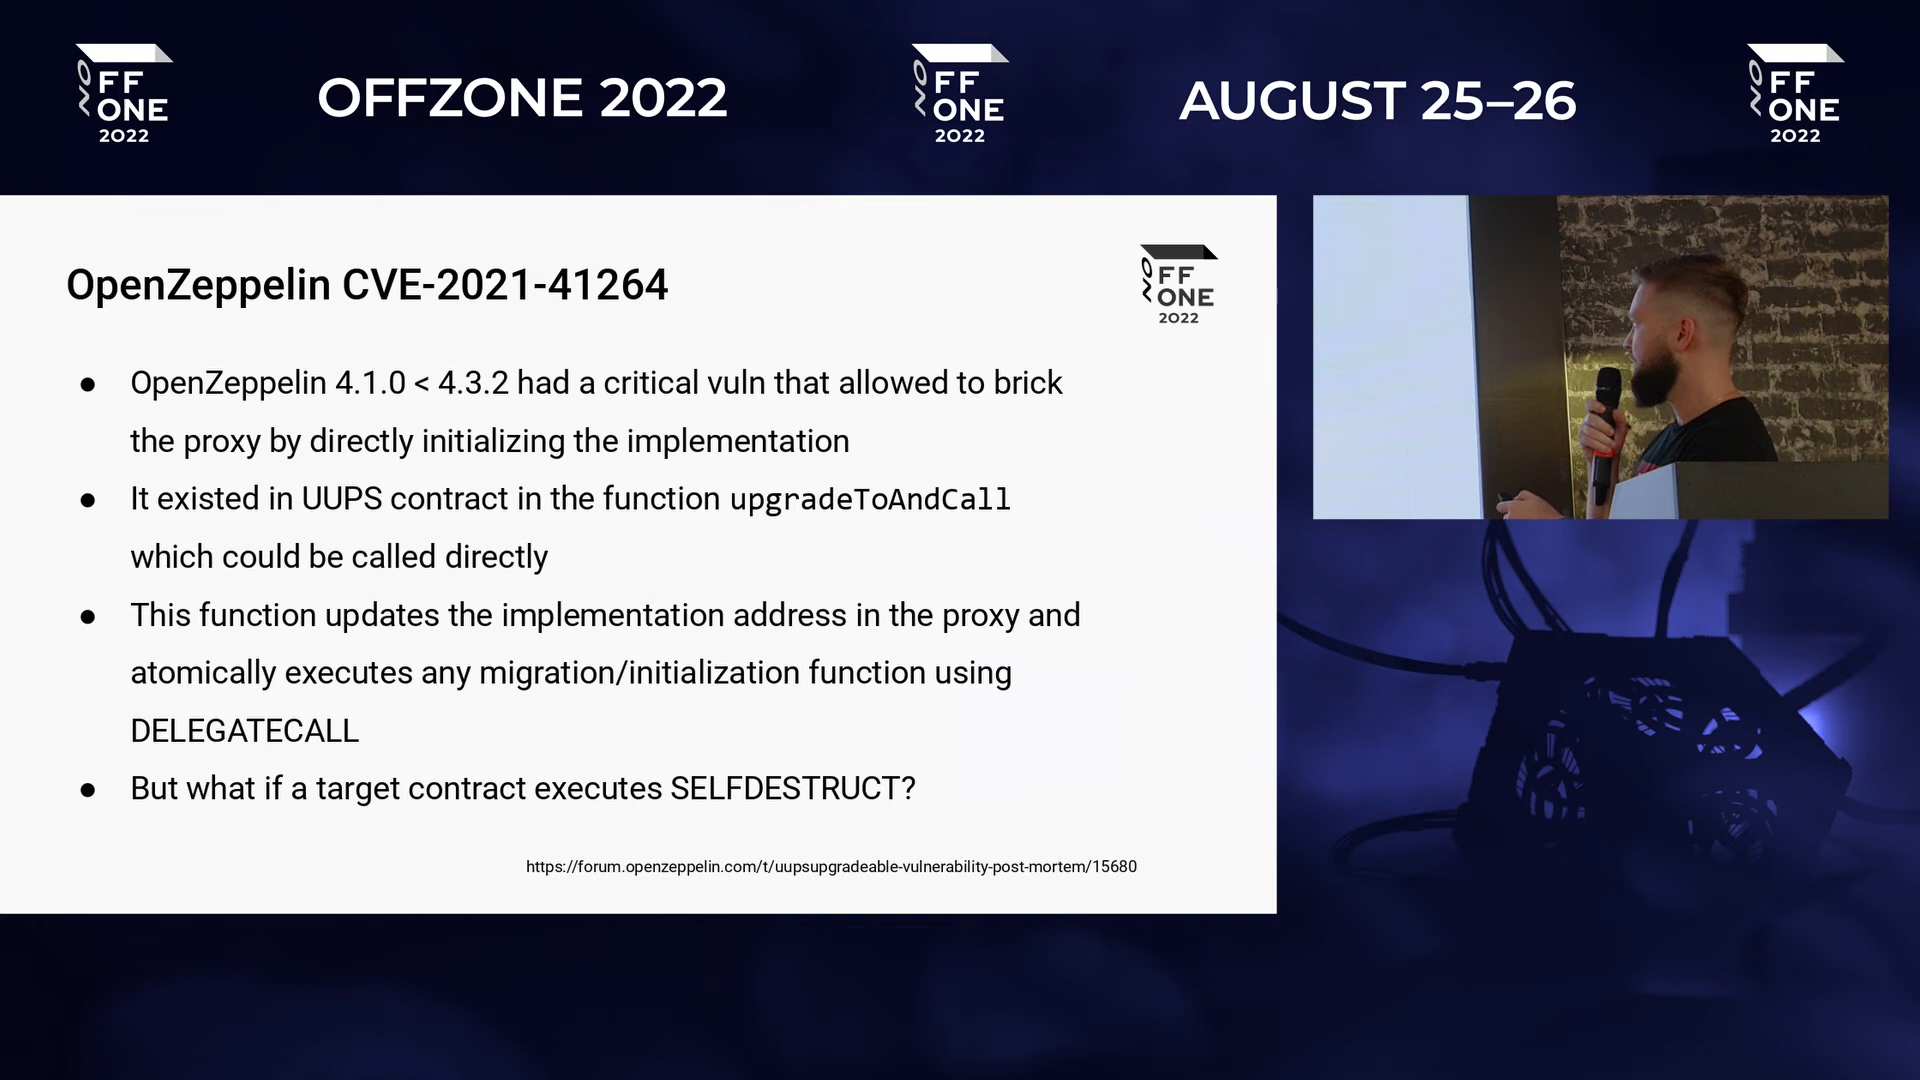 OFF
ZONE
2022
OFFZONE 2022
OFF
ZONE
2022
AUGUST 25–26
OFF
ZONE
2022
OpenZeppelin CVE-2021-41264
OFF
ZONE
2022
● OpenZeppelin 4.1.0 < 4.3.2 had a critical vuln that allowed to brick
the proxy by directly initializing the implementation
● It existed in UUPS contract in the function upgradeToAndCall
which could be called directly
● This function updates the implementation address in the proxy and
atomically executes any migration/initialization function using
DELEGATECALL
● But what if a target contract executes SELFDESTRUCT?
https://forum.openzeppelin.com/t/uupsupgradeable-vulnerability-post-mortem/15680